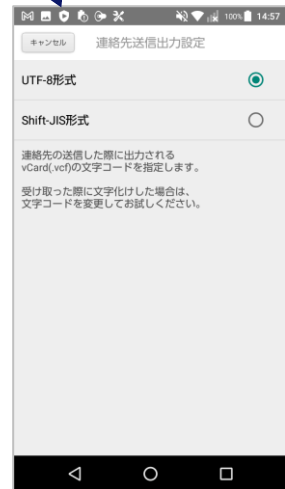 100% 14:57
キャンセル 連絡先送信出力設定
UTF-8形式
Shift-JIS形式
連絡先の送信した際に出力される
vCard(.vcf)の文字コードを指定します。
受け取った際に文字化けした場合は、
文字コードを変更してお試しください。